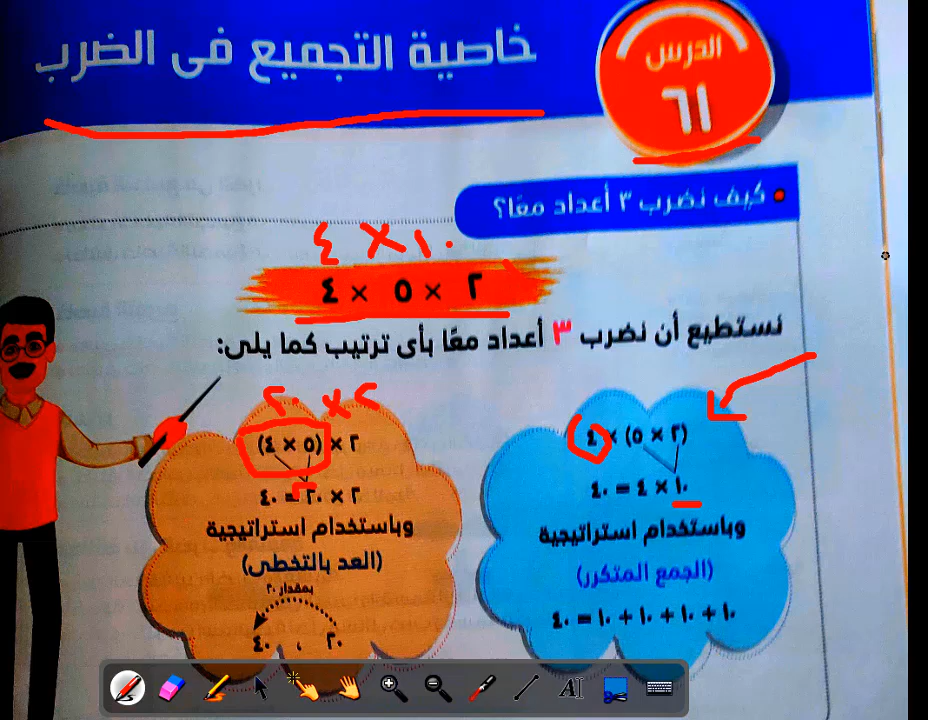 الدرس
٦١
خاصية التجميع فى الضرب
كيف نضرب ٣ أعداد معًا؟
٤ × ١٠
٤ × ٥ × ٢
نستطيع أن نضرب ٣ أعداد معًا بأى ترتيب كما يلى:
٤ × (٥ × ٢)
٤٠ = ٤ × ١٠
وباستخدام استراتيجية
(الجمع المتكرر)
٤٠ = ١٠ + ١٠ + ١٠ + ١٠
٢٠ × ٢
(٤ × ٥) × ٢
٤٠ = ٢٠ × ٢
وباستخدام استراتيجية
(العد بالتخطى)
بمقدار ٢٠
٤٠ ، ٢٠